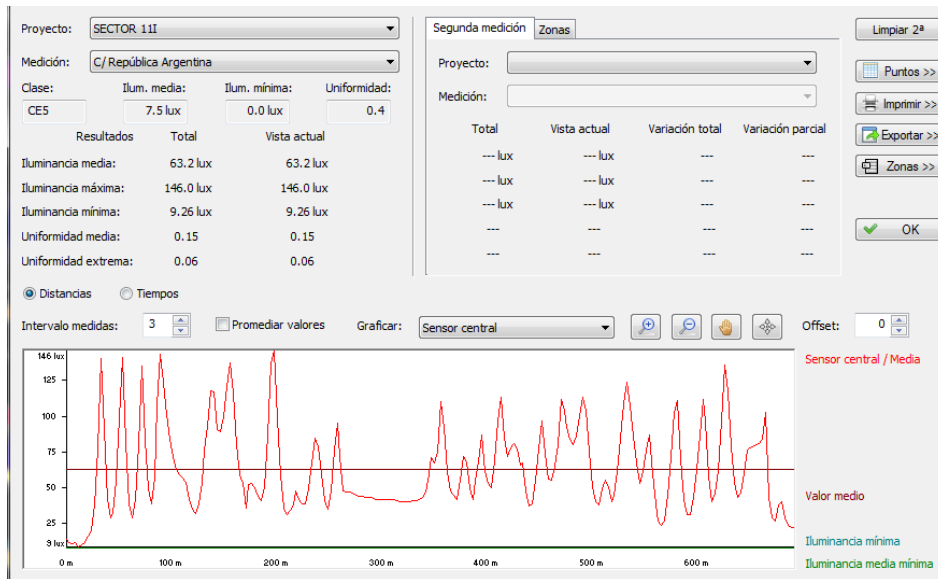 Proyecto: SECTOR 11I
Medición: C/ República Argentina
Clase: Ilum. media: Ilum. mínima: Uniformidad:
CE5 7.5 lux 0.0 lux 0.4
Resultados Total Vista actual
Iluminancia media: 63.2 lux 63.2 lux
Iluminancia máxima: 146.0 lux 146.0 lux
Iluminancia mínima: 9.26 lux 9.26 lux
Uniformidad media: 0.15 0.15
Uniformidad extrema: 0.06 0.06
Segunda medición Zonas
Proyecto:
Medición:
Total Vista actual Variación total Variación parcial
--- lux --- lux --- ---
--- lux --- lux --- ---
--- lux --- lux --- ---
--- --- --- ---
--- --- --- ---
Limpiar 2ª
Puntos >>
Imprimir >>
Exportar >>
Zonas >>
OK
Distancias Tiempos
Intervalo medidas: 3 Promediar valores Graficar: Sensor central Offset: 0
146 lux
125
100
75
50
25
9 lux
0 m 100 m 200 m 300 m 400 m 500 m 600 m
Sensor central / Media
Valor medio
Iluminancia mínima
Iluminancia media mínima